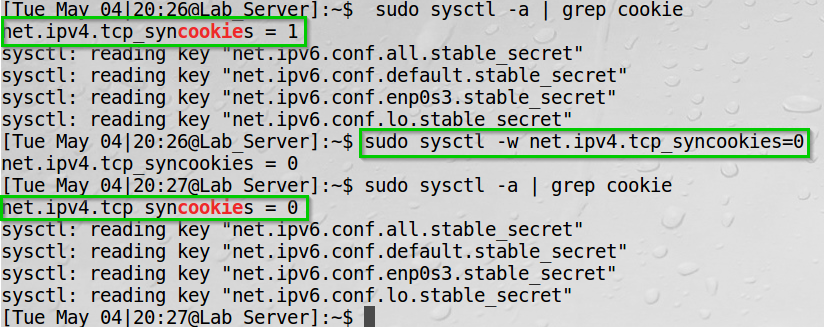 [Tue May 04|20:26@Lab_Server]:~$  sudo sysctl -a | grep cookie
net.ipv4.tcp_syncookies = 1
sysctl: reading key "net.ipv6.conf.all.stable_secret"
sysctl: reading key "net.ipv6.conf.default.stable_secret"
sysctl: reading key "net.ipv6.conf.enp0s3.stable_secret"
sysctl: reading key "net.ipv6.conf.lo.stable_secret"
[Tue May 04|20:26@Lab_Server]:~$ sudo sysctl -w net.ipv4.tcp_syncookies=0
net.ipv4.tcp_syncookies = 0
[Tue May 04|20:27@Lab_Server]:~$ sudo sysctl -a | grep cookie
net.ipv4.tcp_syncookies = 0
sysctl: reading key "net.ipv6.conf.all.stable_secret"
sysctl: reading key "net.ipv6.conf.default.stable_secret"
sysctl: reading key "net.ipv6.conf.enp0s3.stable_secret"
sysctl: reading key "net.ipv6.conf.lo.stable_secret"
[Tue May 04|20:27@Lab_Server]:~$